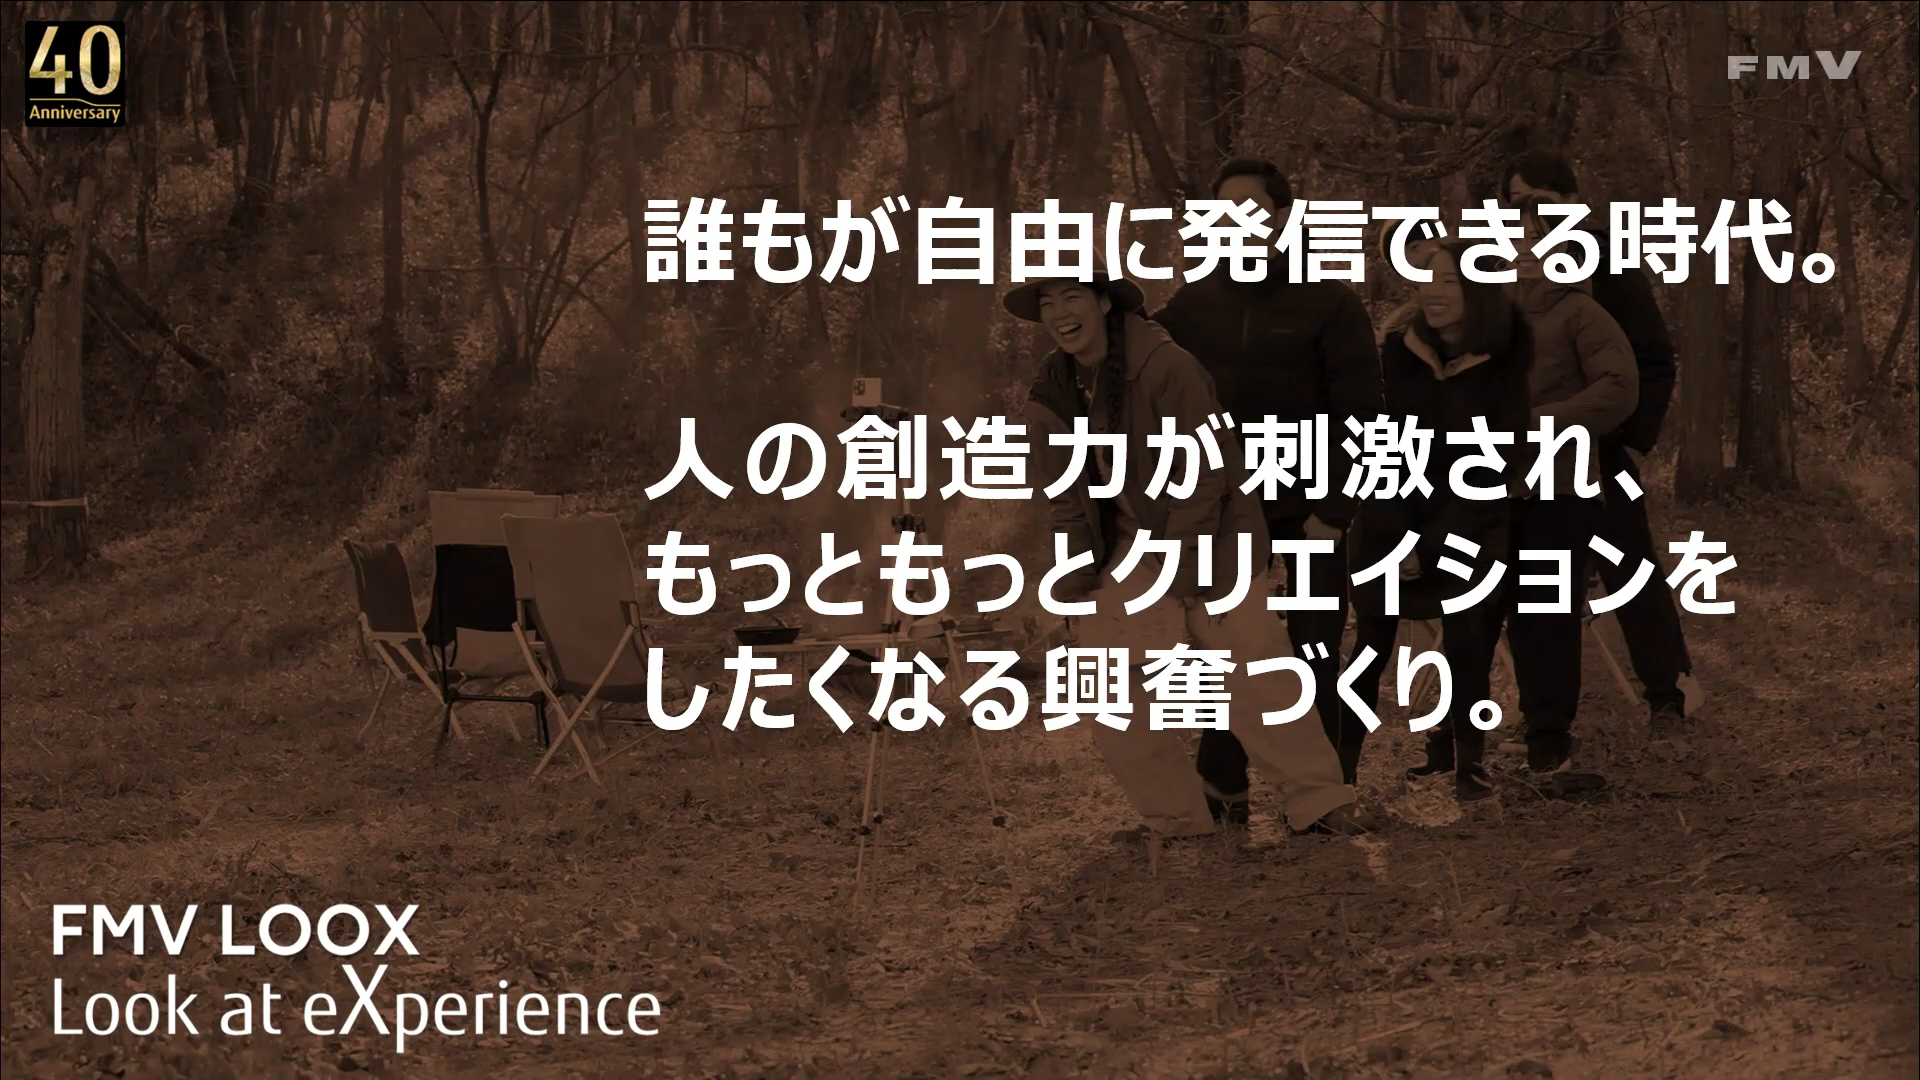 40
Anniversary
FMV
誰もが自由に発信できる時代。
人の創造力が刺激され、
もっともっとクリエイションを
したくなる興奮づくり。
FMV LOOX
Look at eXperience